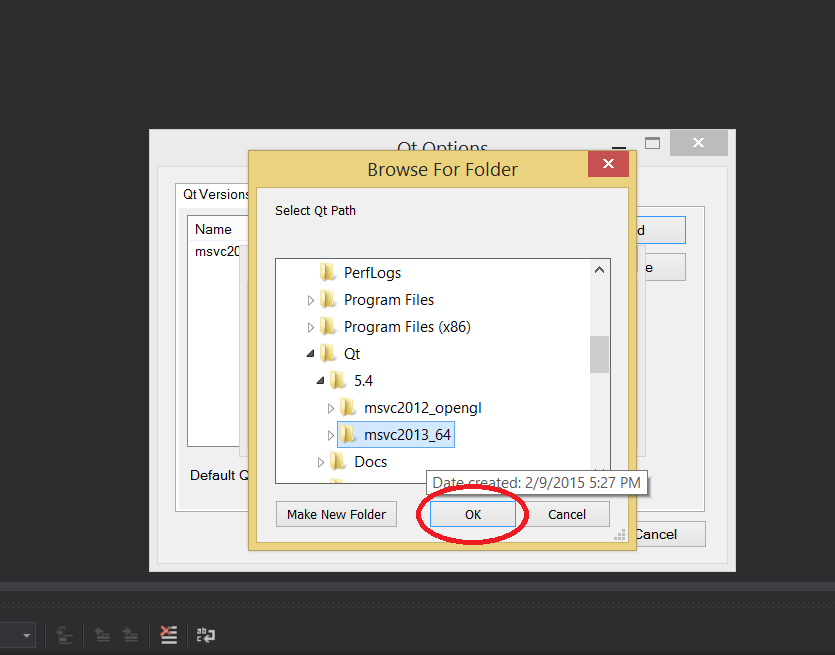 Qt Options
Browse For Folder
Qt Versions
Select Qt Path
Name
d
msvc20
e
PerfLogs
Program Files
Program Files (x86)
Qt
5.4
msvc2012_opengl
msvc2013_64
Docs
Default Q
Date created: 2/9/2015 5:27 PM
Make New Folder
OK
Cancel
Cancel